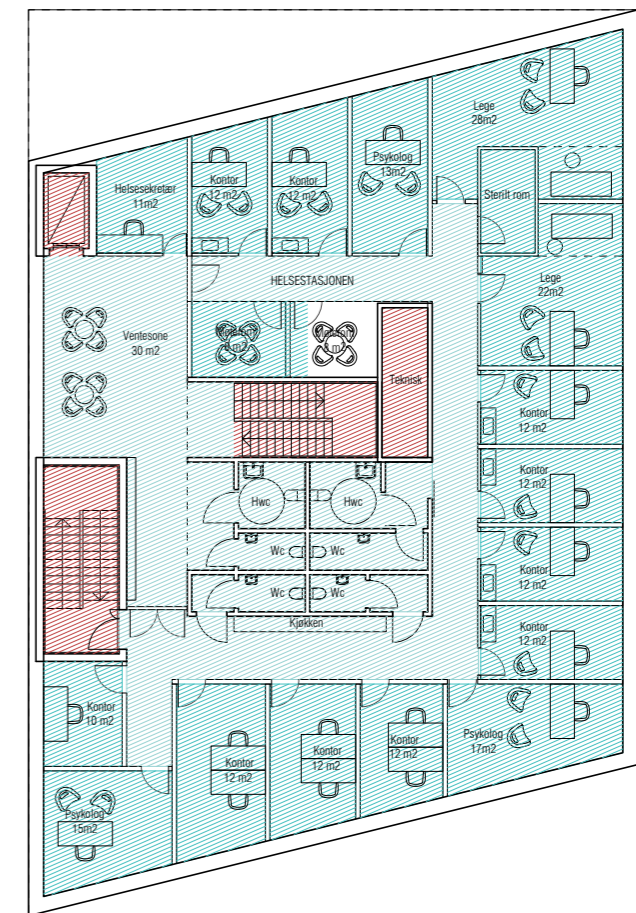 Lege
28m2
Psykolog
13m2
Kontor
12 m2
Kontor
12 m2
Helsesekretær
11m2
Sterilt rom
HELSESTASJONEN
Lege
22m2
Ventesone
30 m2
Teknisk
Kontor
12 m2
Kontor
12 m2
Hwc
Hwc
Wc
Wc
Kontor
12 m2
Wc
Wc
Kjøkken
Kontor
12 m2
Kontor
10 m2
Psykolog
17m2
Kontor
12 m2
Kontor
12 m2
Kontor
12 m2
Psykolog
15m2